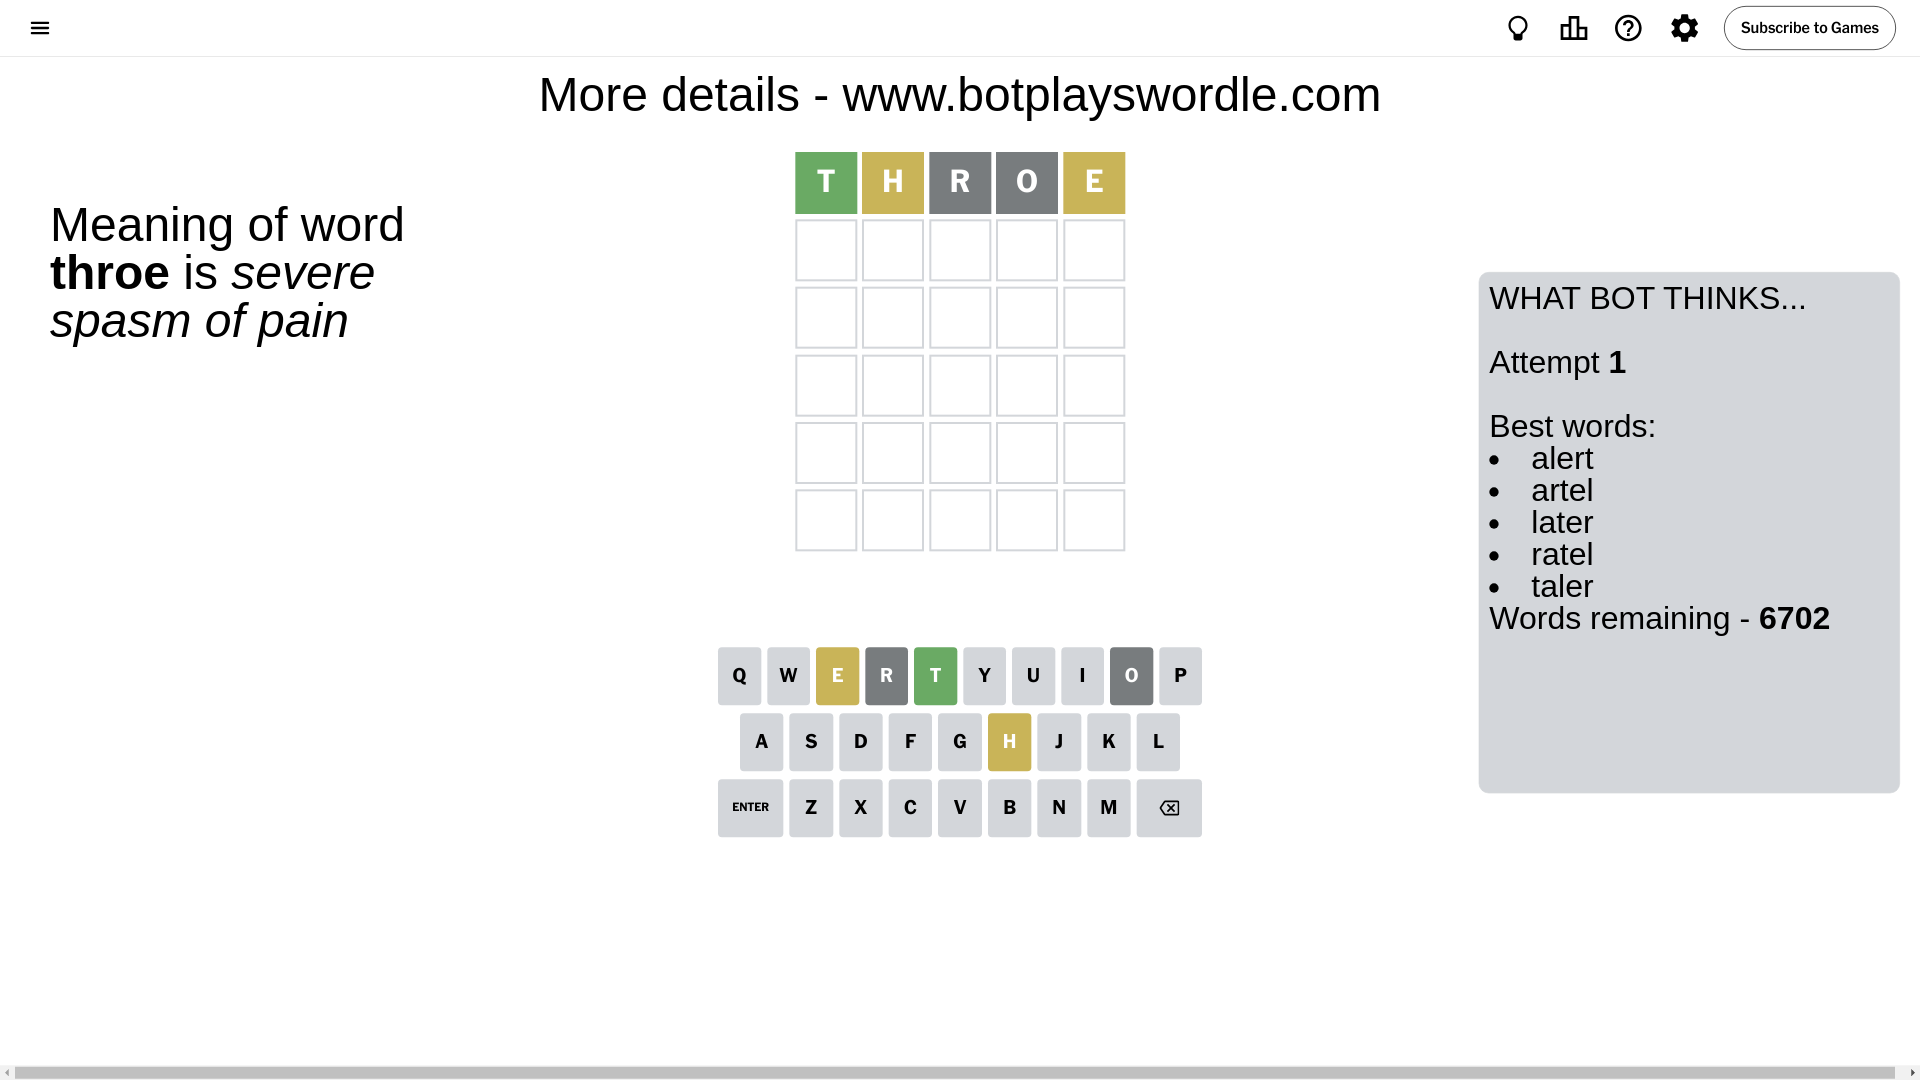 Subscribe to Games
More details - www.botplayswordle.com
Meaning of word
throe is severe
spasm of pain
T H R O E
WHAT BOT THINKS...
Attempt 1
Best words:
• alert
• artel
• later
• ratel
• taler
Words remaining - 6702
Q W E R T Y U I O P
A S D F G H J K L
ENTER Z X C V B N M